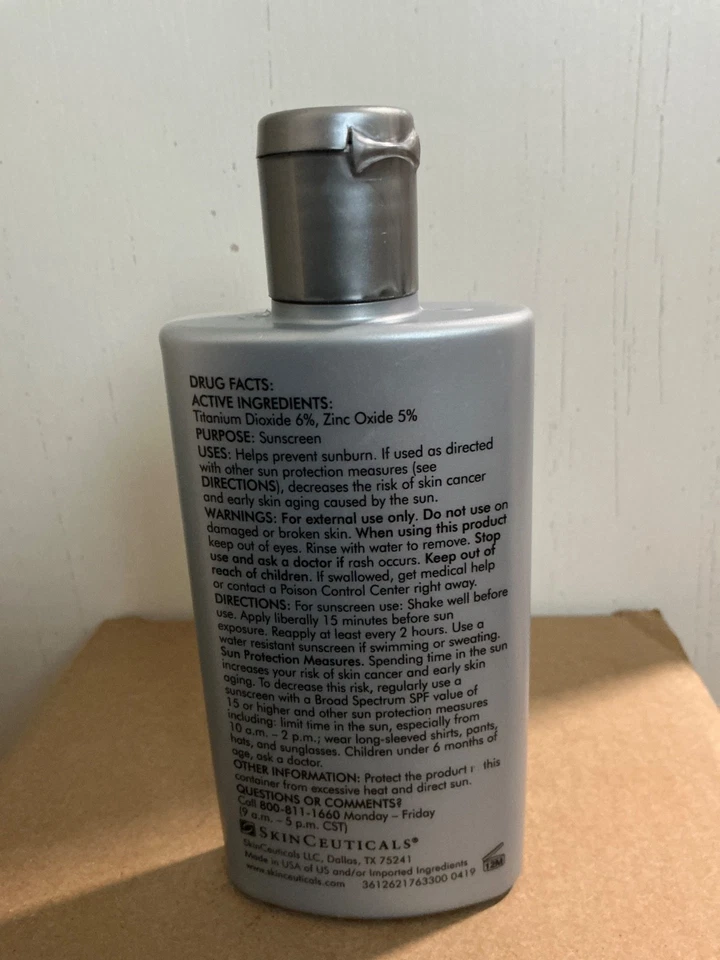 DRUG FACTS:
ACTIVE INGREDIENTS:
Titanium Dioxide 6%, Zinc Oxide 5%
PURPOSE: Sunscreen
USES: Helps prevent sunburn. If used as directed
with other sun protection measures (see
DIRECTIONS), decreases the risk of skin cancer
and early skin aging caused by the sun.
WARNINGS: For external use only. Do not use on
damaged or broken skin. When using this product
keep out of eyes. Rinse with water to remove. Stop
use and ask a doctor if rash occurs. Keep out of
reach of children. If swallowed, get medical help
or contact a Poison Control Center right away.
DIRECTIONS: For sunscreen use: Shake well before
use. Apply liberally 15 minutes before sun
exposure. Reapply at least every 2 hours. Use a
water resistant sunscreen if swimming or sweating.
Sun Protection Measures. Spending time in the sun
increases your risk of skin cancer and early skin
aging. To decrease this risk, regularly use a
sunscreen with a Broad Spectrum SPF value of
15 or higher and other sun protection measures
including: limit time in the sun, especially from
10 a.m. – 2 p.m.; wear long-sleeved shirts, pants,
hats, and sunglasses. Children under 6 months of
age, ask a doctor.
OTHER INFORMATION: Protect the product this
container from excessive heat and direct sun.
QUESTIONS OR COMMENTS?
Call 800-811-1660 Monday – Friday
(9 a.m. – 5 p.m. CST)
SKINCEUTICALS®
SkinCeuticals LLC, Dallas, TX 75241
Made in USA of US and/or Imported Ingredients
www.skinceuticals.com 3612621763300 0419 12M